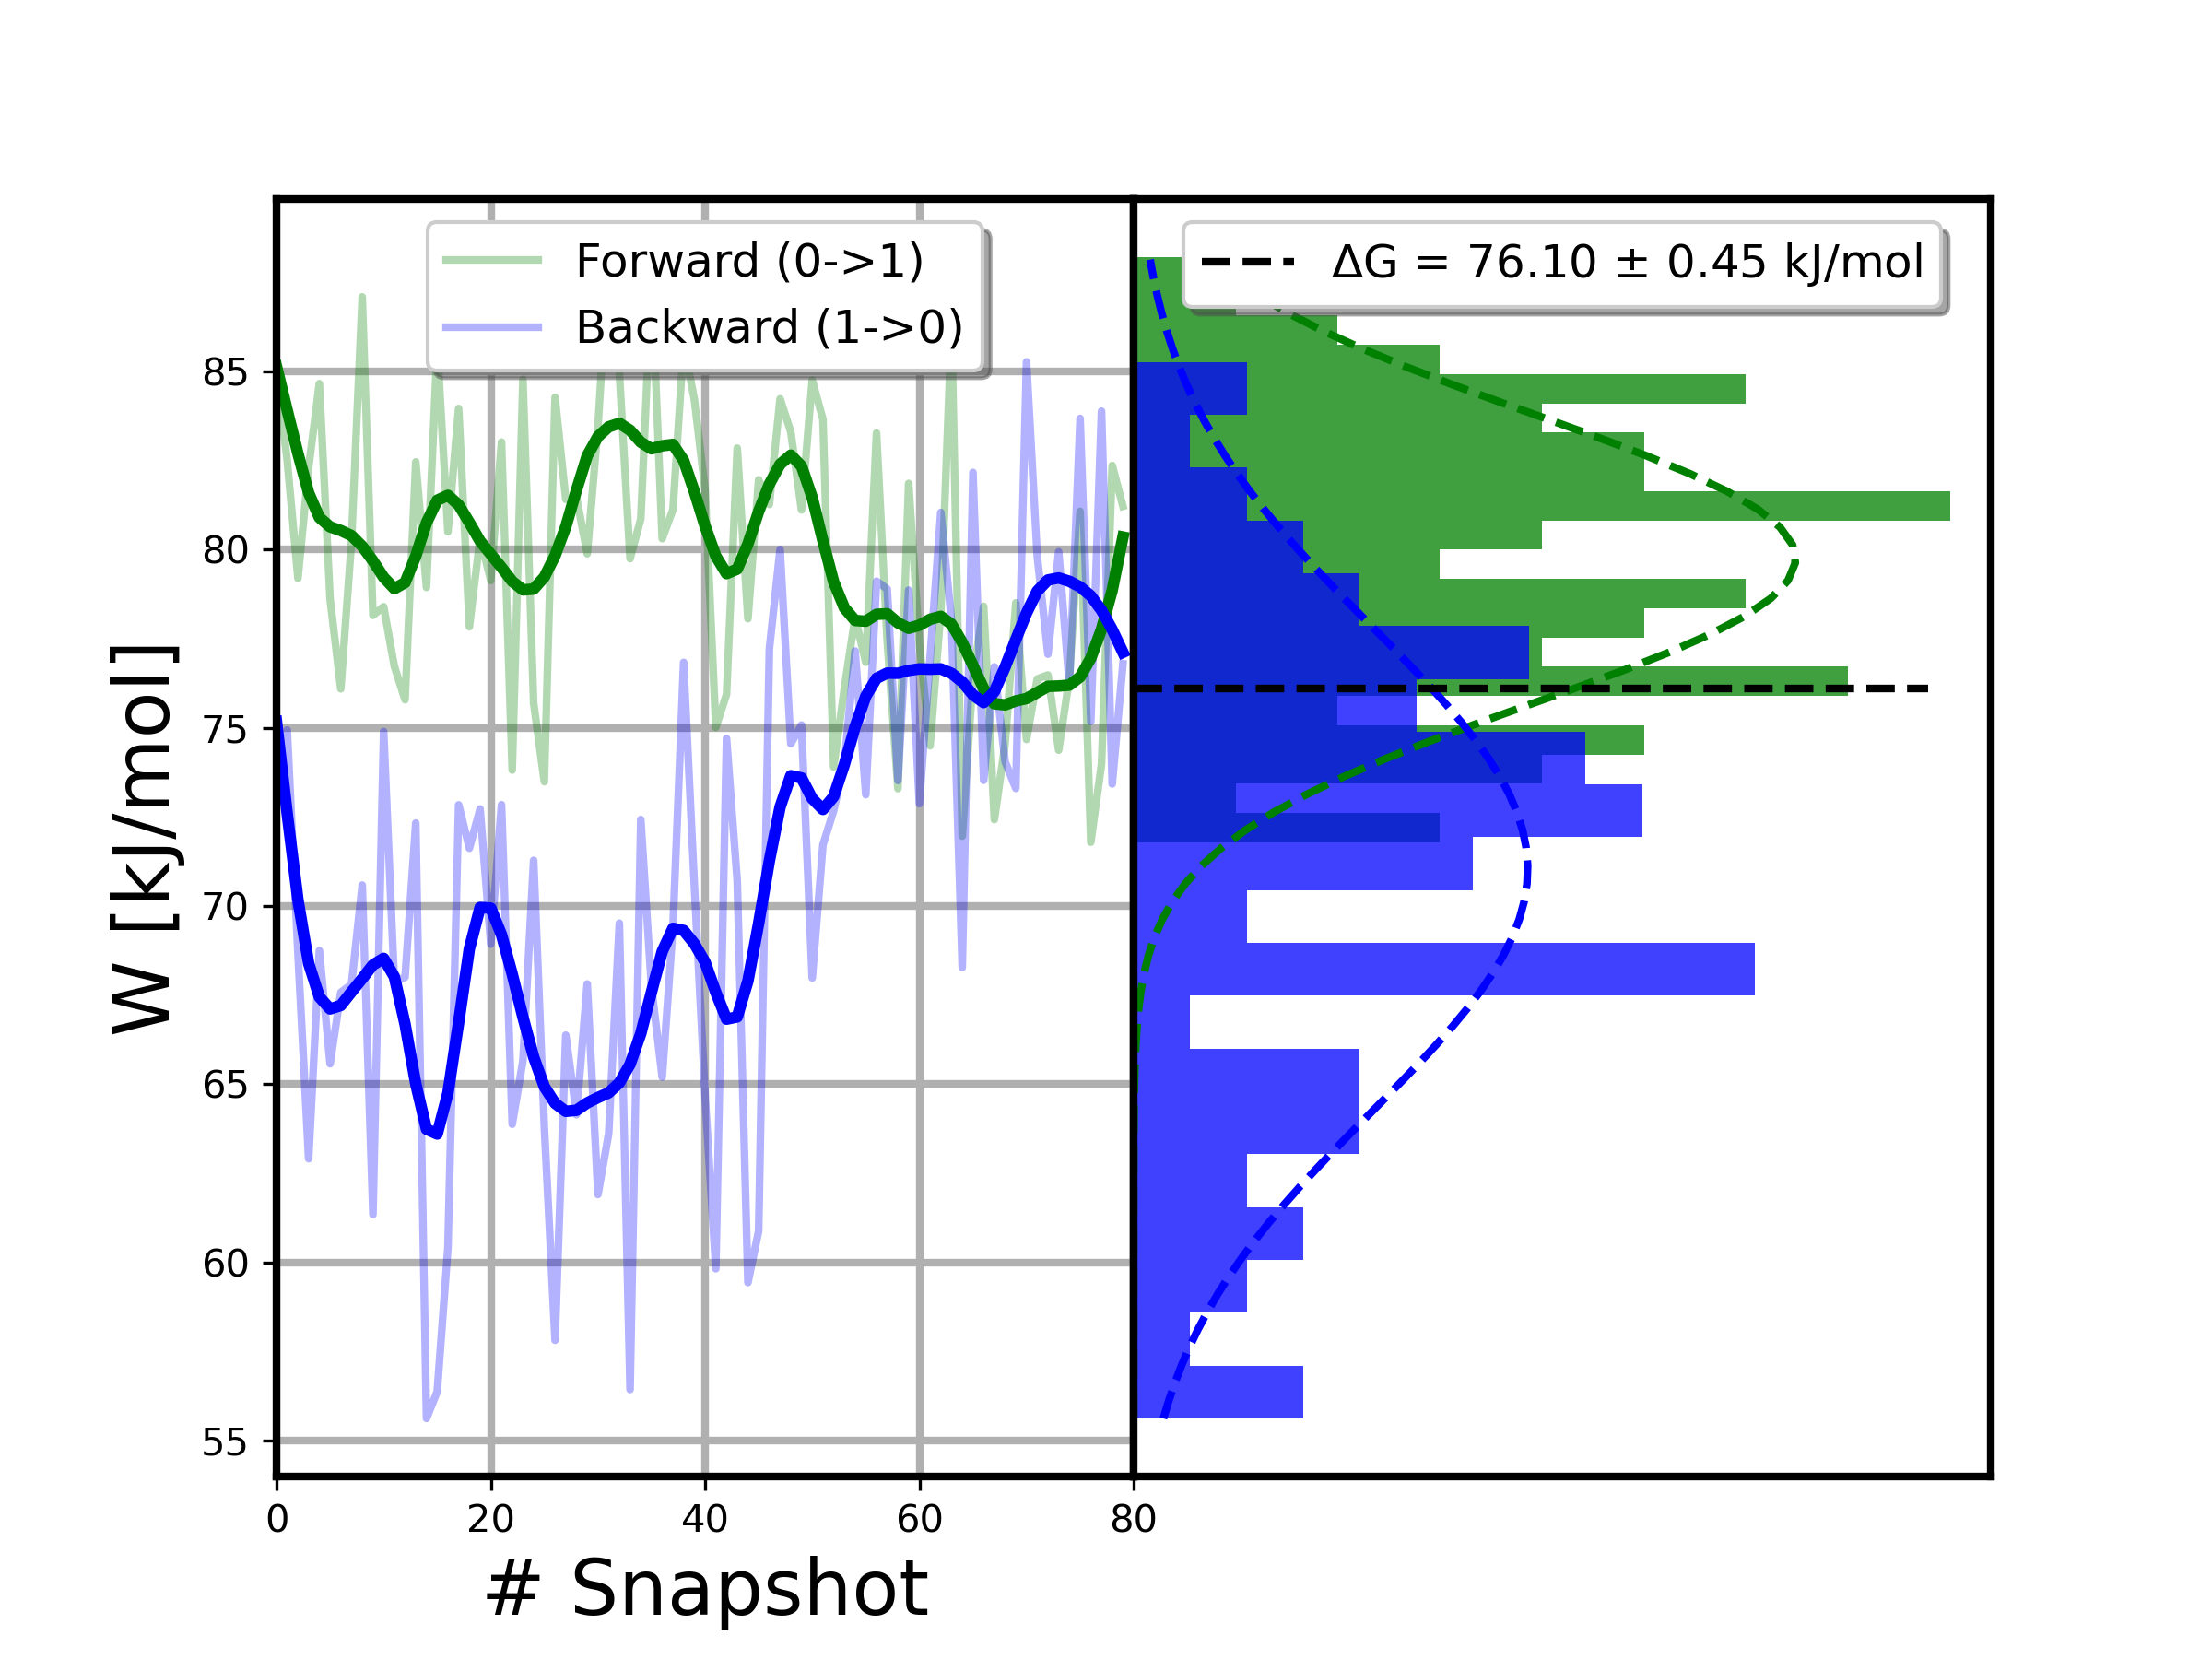 Forward (0->1)
Backward (1->0)
ΔG = 76.10 ± 0.45 kJ/mol
W [kJ/mol]
85
80
75
70
65
60
55
0 20 40 60 80
# Snapshot